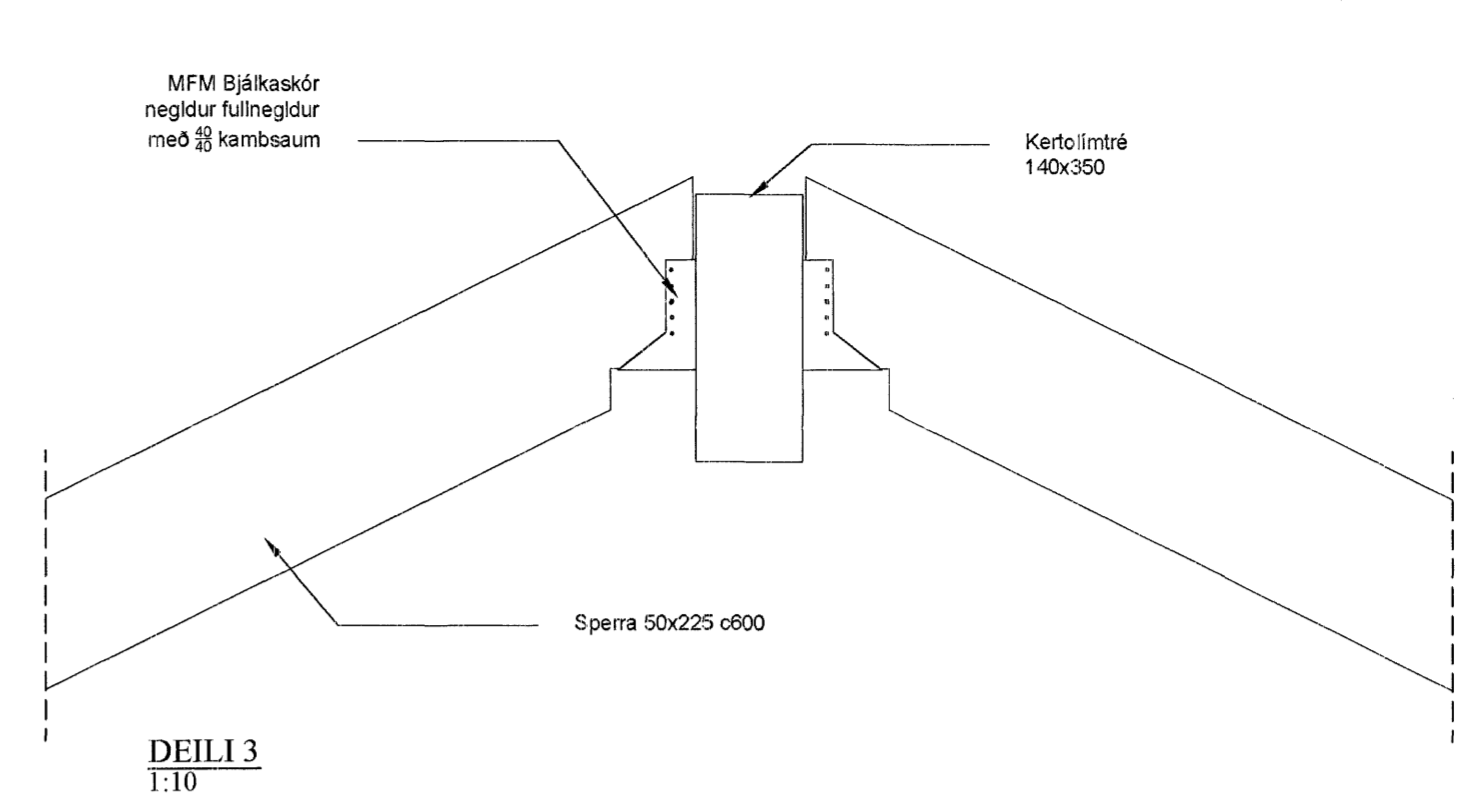 MFM Bjálkaskór
negldur fullnegldur
með 40/40 kambsaum
Kertolímtré
140x350
Sperra 50x225 c600
DEILI 3
1:10